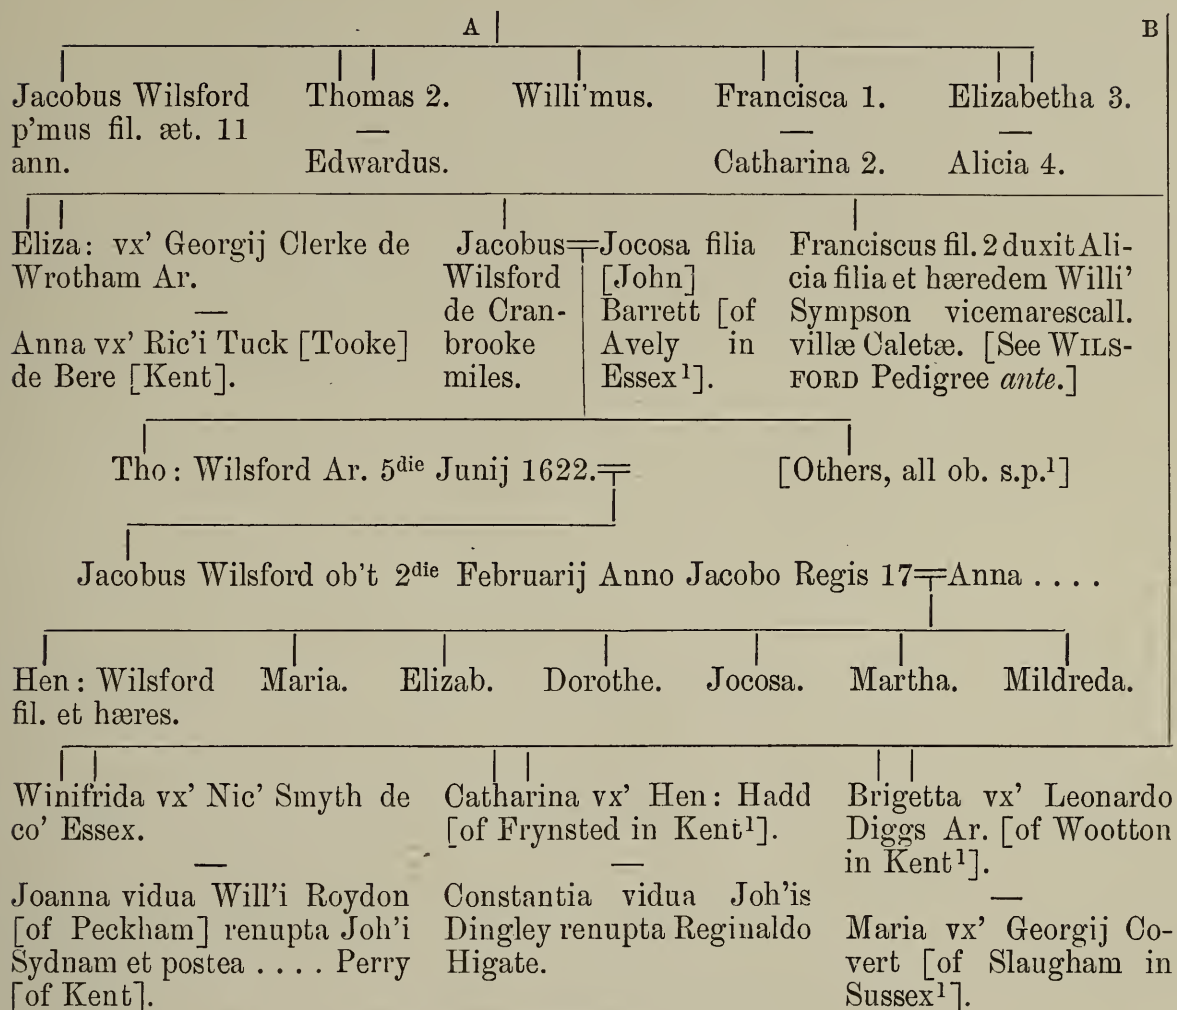 A B
Jacobus Wilsford
p'mus fil. æt. 11
ann.
Thomas 2.
—
Edwardus.
Willi'mus.
Francisca 1.
—
Catharina 2.
Elizabetha 3.
—
Alicia 4.
Eliza: vx' Georgij Clerke de
Wrotham Ar.
—
Anna vx' Ric'i Tuck [Tooke]
de Bere [Kent].
Jacobus
Wilsford
de Cran-
brooke
miles.
Jocosa filia
[John]
Barrett [of
Avely in
Essex¹].
Franciscus fil. 2 duxit Ali-
cia filia et hæredem Willi'
Sympson vicemarescall.
villæ Caletæ. [See WILS-
FORD Pedigree ante.]
Tho: Wilsford Ar. 5die Junij 1622.
[Others, all ob. s.p.¹]
Jacobus Wilsford ob't 2die Februarij Anno Jacobo Regis 17=Anna . . . .
Hen: Wilsford
fil. et hæres.
Maria.
Elizab.
Dorothe.
Jocosa.
Martha.
Mildreda.
Winifrida vx' Nic' Smyth de
co' Essex.
—
Joanna vidua Will'i Roydon
[of Peckham] renupta Joh'i
Sydnam et postea . . . . Perry
[of Kent].
Catharina vx' Hen: Hadd
[of Frynsted in Kent¹].
—
Constantia vidua Joh'is
Dingley renupta Reginaldo
Higate.
Brigetta vx' Leonardo
Diggs Ar. [of Wootton
in Kent¹].
—
Maria vx' Georgij Co-
vert [of Slaugham in
Sussex¹].